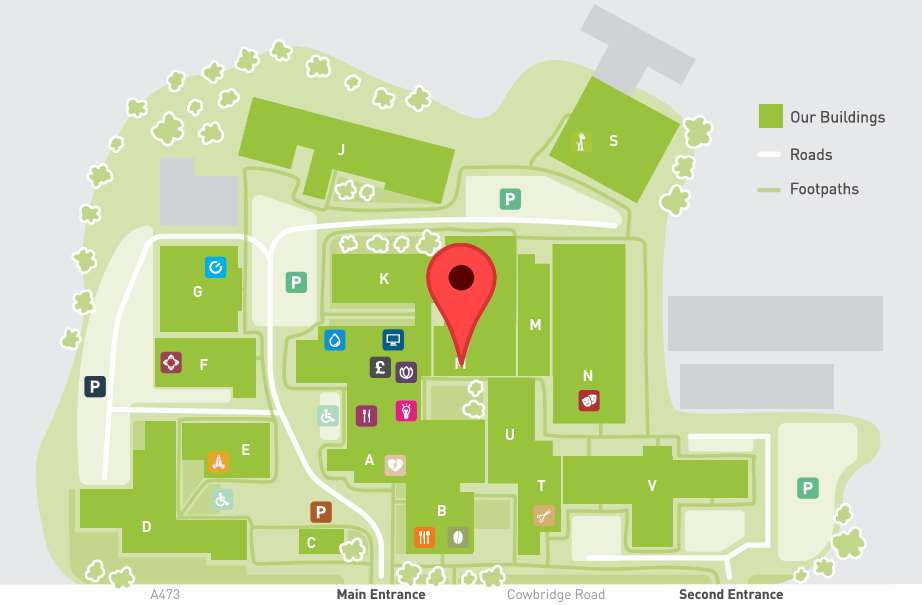 Our Buildings
Roads
Footpaths
J
S
P
K
G
P
M
N
F
£
P
E
A
U
T
V
P
D
P
B
C
A473
Main Entrance
Cowbridge Road
Second Entrance